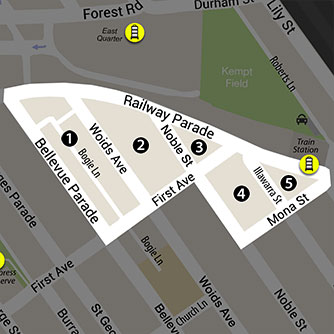 Forest Rd
Durham St
Lily St
East
Quarter
Kempt
Field
Roberts Ln
Railway Parade
Train
Station
1
Woids Ave
2
Noble St
3
Bogie Ln
Bellevue Parade
First Ave
4
Illawarra St
5
Mona St
Bogie Ln
First Ave
Noble St
Woids Ave
Church Ln